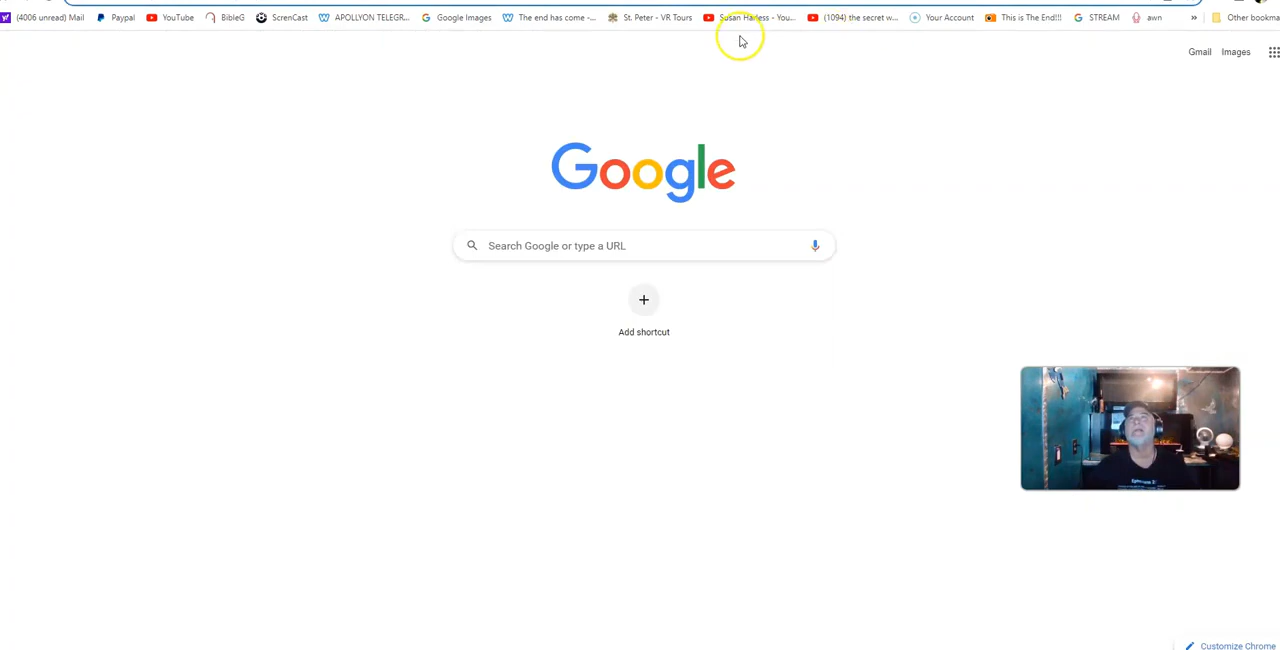 (4006 unread) Mail Paypal YouTube BibleG ScrenCast APOLLYON TELEGR... Google Images The end has come -... St. Peter - VR Tours Susan Harless - You... (1094) the secret w... Your Account This is The End!!! STREAM awn » Other bookma
Gmail Images
Google
Search Google or type a URL
Add shortcut
Customize Chrome